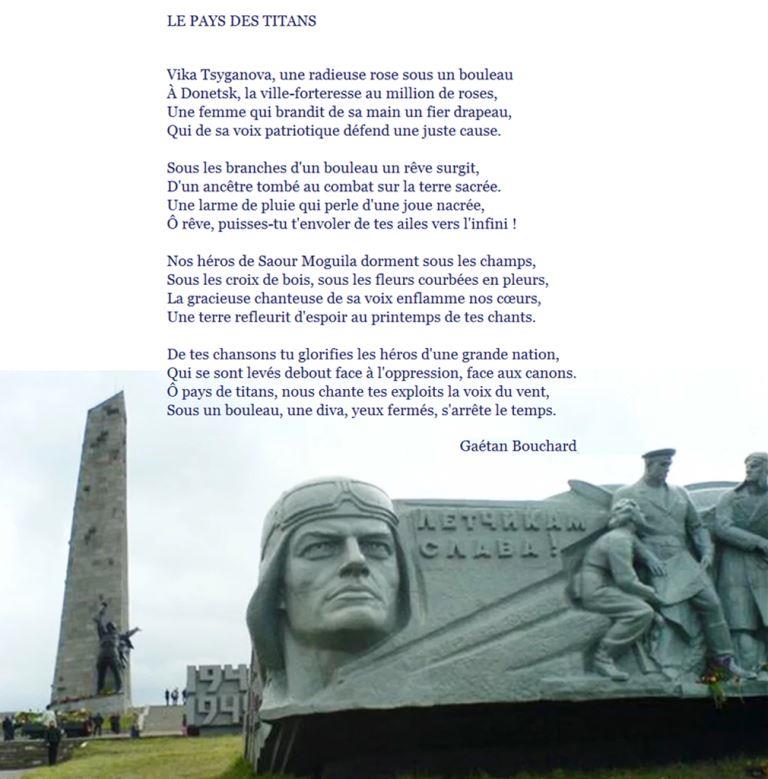 LE PAYS DES TITANS
Vika Tsyganova, une radieuse rose sous un bouleau
À Donetsk, la ville-forteresse au million de roses,
Une femme qui brandit de sa main un fier drapeau,
Qui de sa voix patriotique défend une juste cause.
Sous les branches d'un bouleau un rêve surgit,
D'un ancêtre tombé au combat sur la terre sacrée.
Une larme de pluie qui perle d'une joue nacrée,
Ô rêve, puisses-tu t'envoler de tes ailes vers l'infini !
Nos héros de Saour Moguila dorment sous les champs,
Sous les croix de bois, sous les fleurs courbées en pleurs,
La gracieuse chanteuse de sa voix enflamme nos cœurs,
Une terre refleurit d'espoir au printemps de tes chants.
De tes chansons tu glorifies les héros d'une grande nation,
Qui se sont levés debout face à l'oppression, face aux canons.
Ô pays de titans, nous chante tes exploits la voix du vent,
Sous un bouleau, une diva, yeux fermés, s'arrête le temps.
Gaétan Bouchard
ЛЕТЧИКАМ
СЛАВА!
194
194